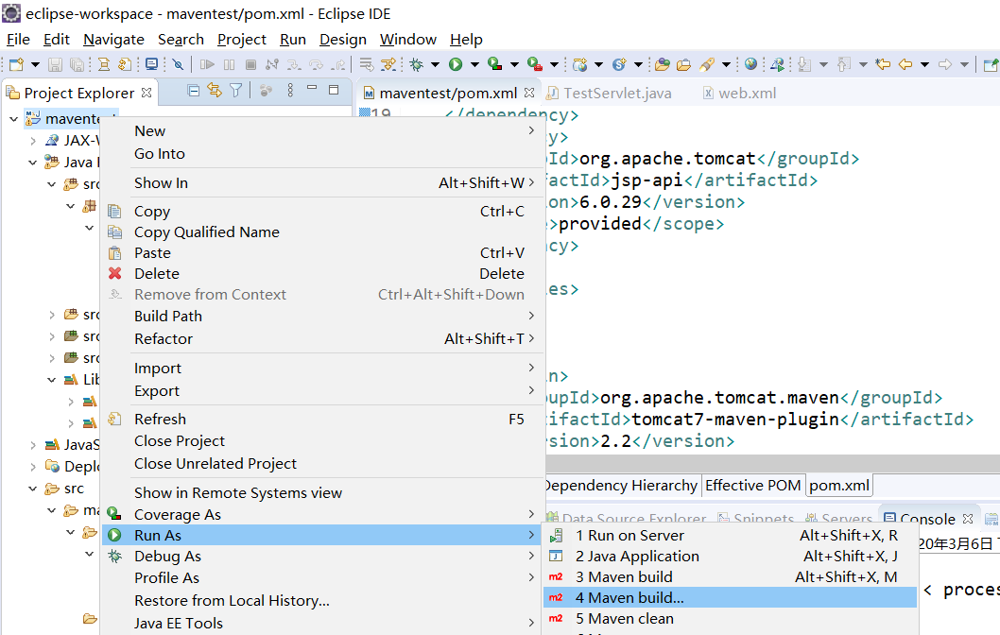 eclipse-workspace - maventest/pom.xml - Eclipse IDE
File Edit Navigate Search Project Run Design Window Help
Project Explorer
maventest/pom.xml TestServlet.java web.xml
19 </dependency>
y>
Id>org.apache.tomcat</groupId>
factId>jsp-api</artifactId>
on>6.0.29</version>
e>provided</scope>
cy>
es>
in>
upId>org.apache.tomcat.maven</groupId>
ifactId>tomcat7-maven-plugin</artifactId>
sion>2.2</version>
Dependency Hierarchy Effective POM pom.xml
Data Source Explorer Snippets Servers Console
20年3月6日
< proces
JAX-W
Java
src
src
src
src
Lib
JavaS
Deplo
src
ma
New
Go Into
Show In Alt+Shift+W
Copy Ctrl+C
Copy Qualified Name
Paste Ctrl+V
Delete Delete
Remove from Context Ctrl+Alt+Shift+Down
Build Path
Refactor Alt+Shift+T
Import
Export
Refresh F5
Close Project
Close Unrelated Project
Show in Remote Systems view
Coverage As
Run As
Debug As
Profile As
Restore from Local History...
Java EE Tools
1 Run on Server Alt+Shift+X, R
2 Java Application Alt+Shift+X, J
3 Maven build Alt+Shift+X, M
4 Maven build...
5 Maven clean